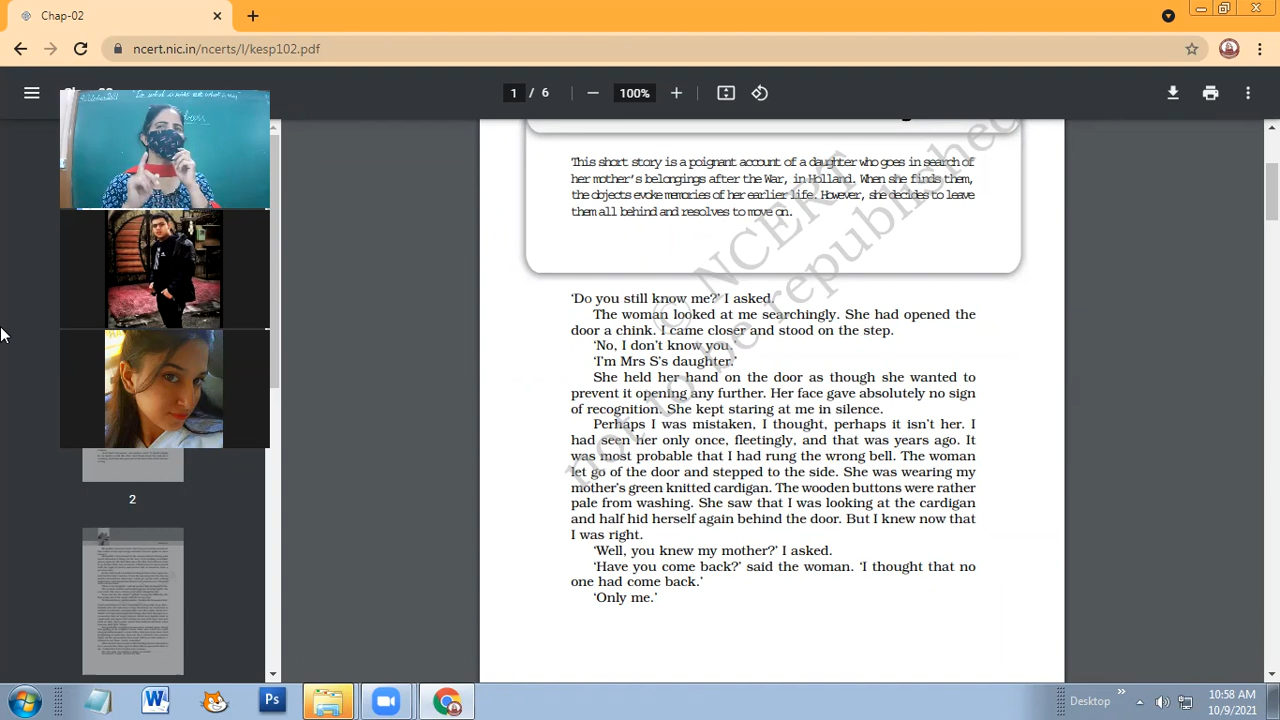 Chap-02
ncert.nic.in/ncerts/l/kesp102.pdf
1 / 6
100%
This short story is a poignant account of a daughter who goes in search of
her mother's belongings after the War, in Holland. When she finds them,
the objects evoke memories of her earlier life. However, she decides to leave
them all behind and resolves to move on.
‘Do you still know me?’ I asked.
The woman looked at me searchingly. She had opened the
door a chink. I came closer and stood on the step.
‘No, I don’t know you.’
‘I’m Mrs S’s daughter.’
She held her hand on the door as though she wanted to
prevent it opening any further. Her face gave absolutely no sign
of recognition. She kept staring at me in silence.
Perhaps I was mistaken, I thought, perhaps it isn’t her. I
had seen her only once, fleetingly, and that was years ago. It
was most probable that I had rung the wrong bell. The woman
let go of the door and stepped to the side. She was wearing my
mother’s green knitted cardigan. The wooden buttons were rather
pale from washing. She saw that I was looking at the cardigan
and half hid herself again behind the door. But I knew now that
I was right.
‘Well, you knew my mother?’ I asked.
‘Have you come back?’ said the woman. ‘I thought that no
one had come back.’
‘Only me.’
© NCERT
not to be republished
2
Ps
Desktop
10:58 AM
10/9/2021